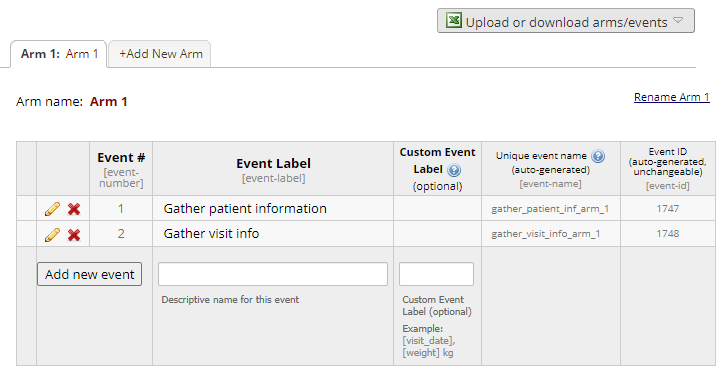 Upload or download arms/events
Arm 1: Arm 1
+Add New Arm
Arm name: Arm 1
Rename Arm 1
Event #
[event-
number]
Event Label
[event-label]
Custom Event
Label ?
(optional)
Unique event name ?
(auto-generated)
[event-name]
Event ID
(auto-generated,
unchangeable)
[event-id]
1 Gather patient information gather_patient_inf_arm_1 1747
2 Gather visit info gather_visit_info_arm_1 1748
Add new event
Descriptive name for this event
Custom Event
Label (optional)
Example:
[visit_date],
[weight] kg